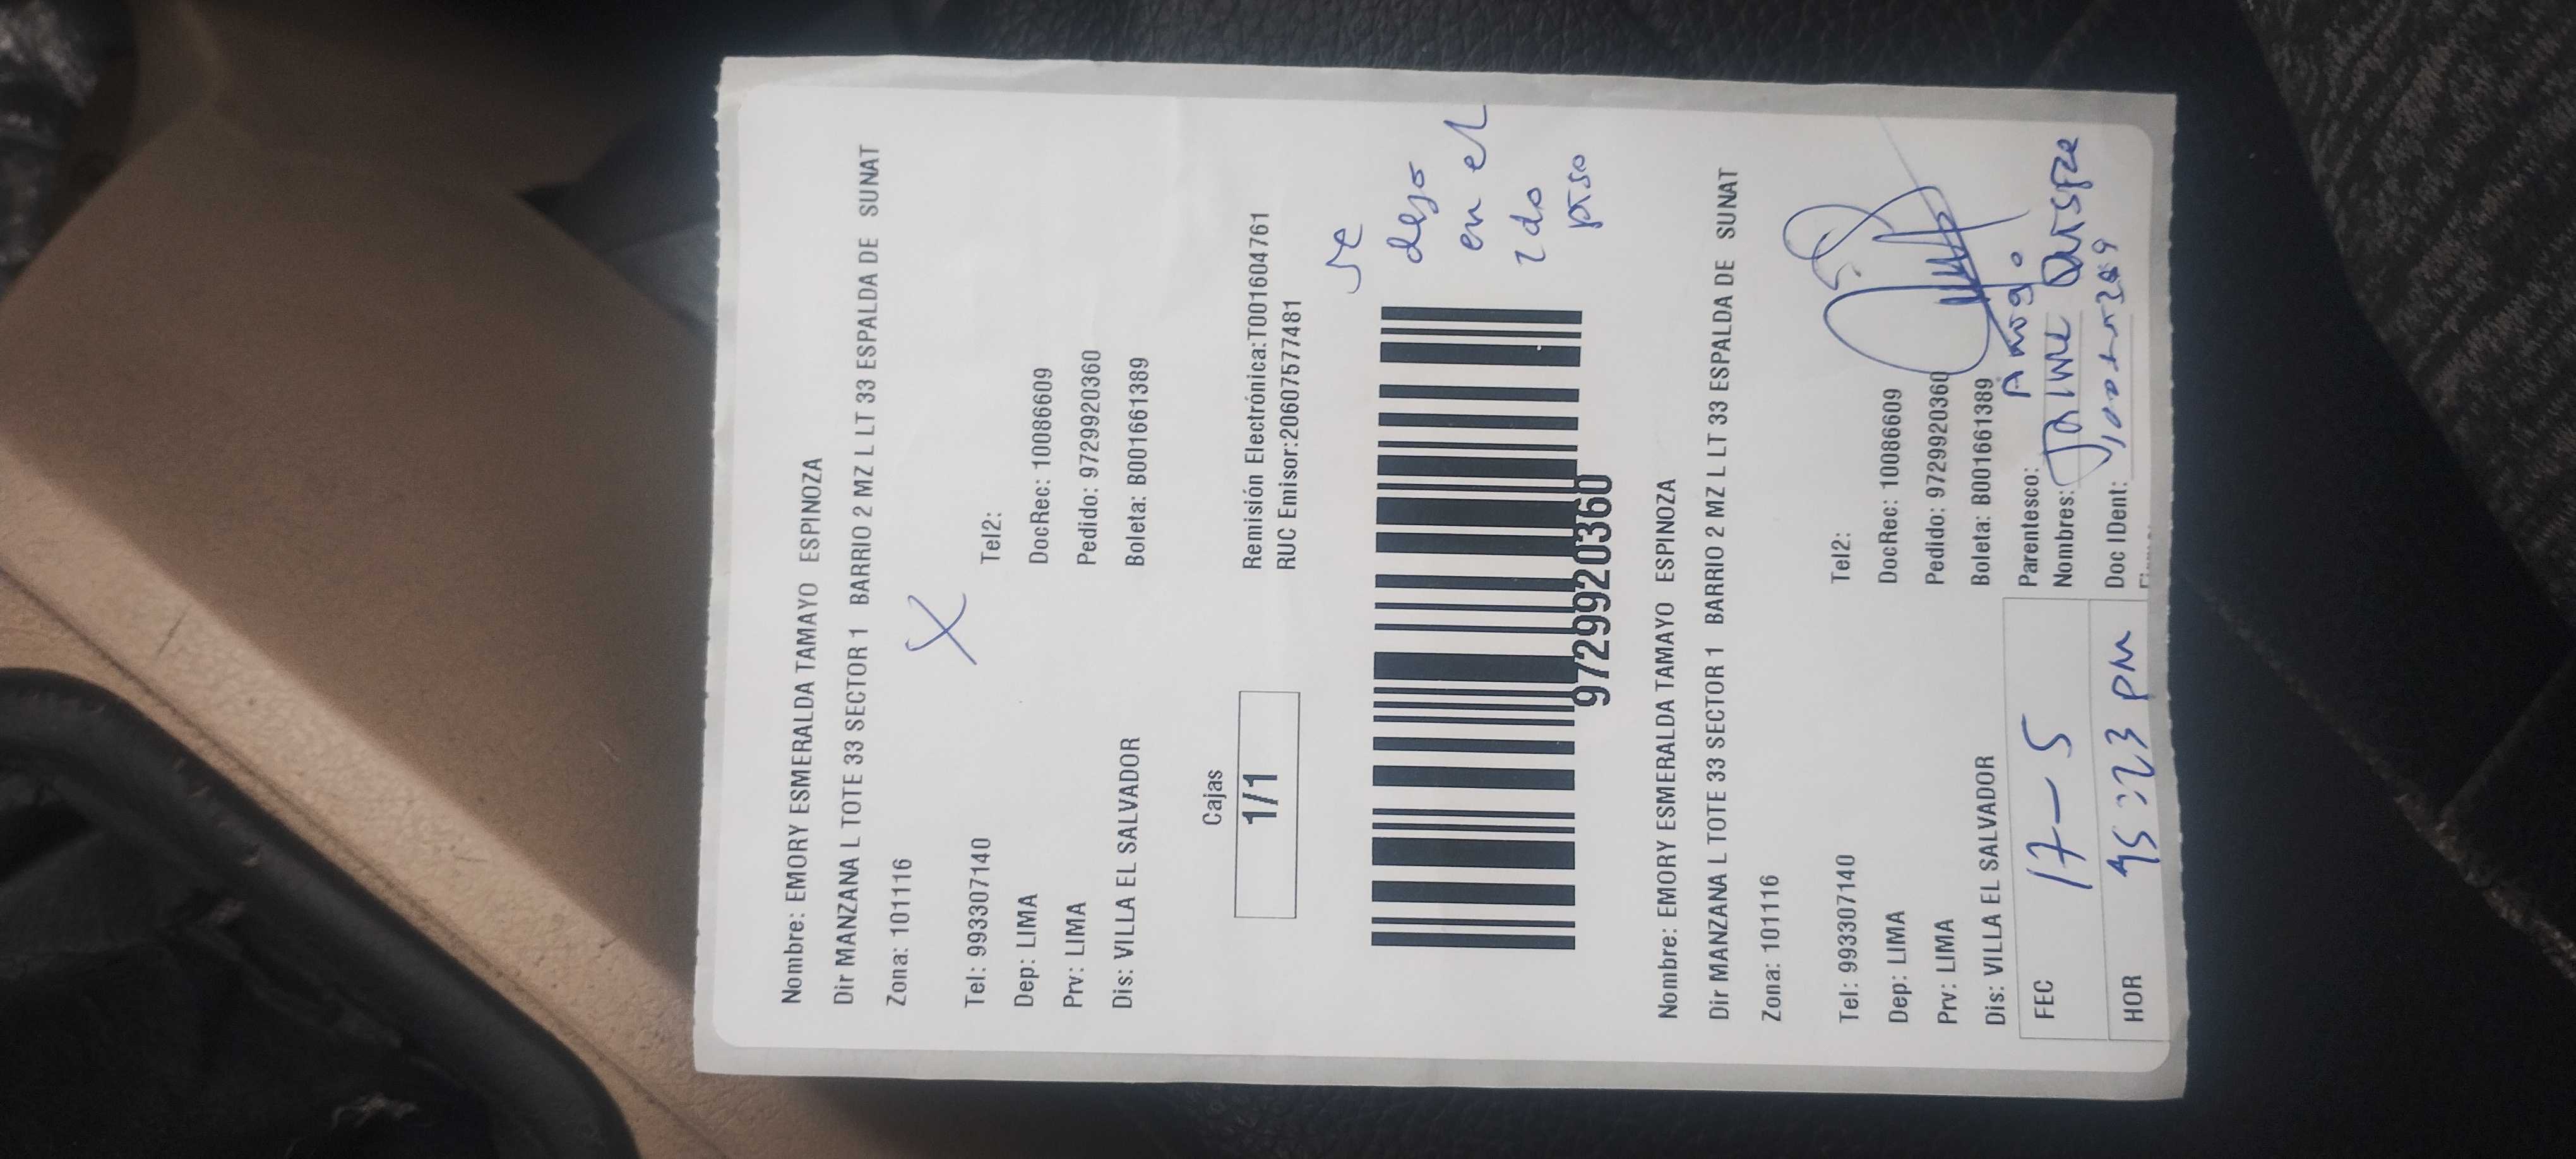 Nombre: EMORY ESMERALDA TAMAYO ESPINOZA
Dir MANZANA L TOTE 33 SECTOR 1 BARRIO 2 MZ L LT 33 ESPALDA DE SUNAT
Zona: 101116
Tel: 993307140 Tel2:
Dep: LIMA DocRec: 10086609
Prv: LIMA Pedido: 9729920360
Dis: VILLA EL SALVADOR Boleta: B001661389
Cajas
1/1
Remisión Electrónica:T001604761
RUC Emisor:20607577481
se
dejo
en el
2do
piso
9729920360
Nombre: EMORY ESMERALDA TAMAYO ESPINOZA
Dir MANZANA L TOTE 33 SECTOR 1 BARRIO 2 MZ L LT 33 ESPALDA DE SUNAT
Zona: 101116
Tel: 993307140 Tel2:
Dep: LIMA DocRec: 10086609
Prv: LIMA Pedido: 9729920360
Dis: VILLA EL SALVADOR Boleta: B001661389
FEC 17-5
Parentesco: Amigo
Nombres: JAIME
HOR
Doc IDent: